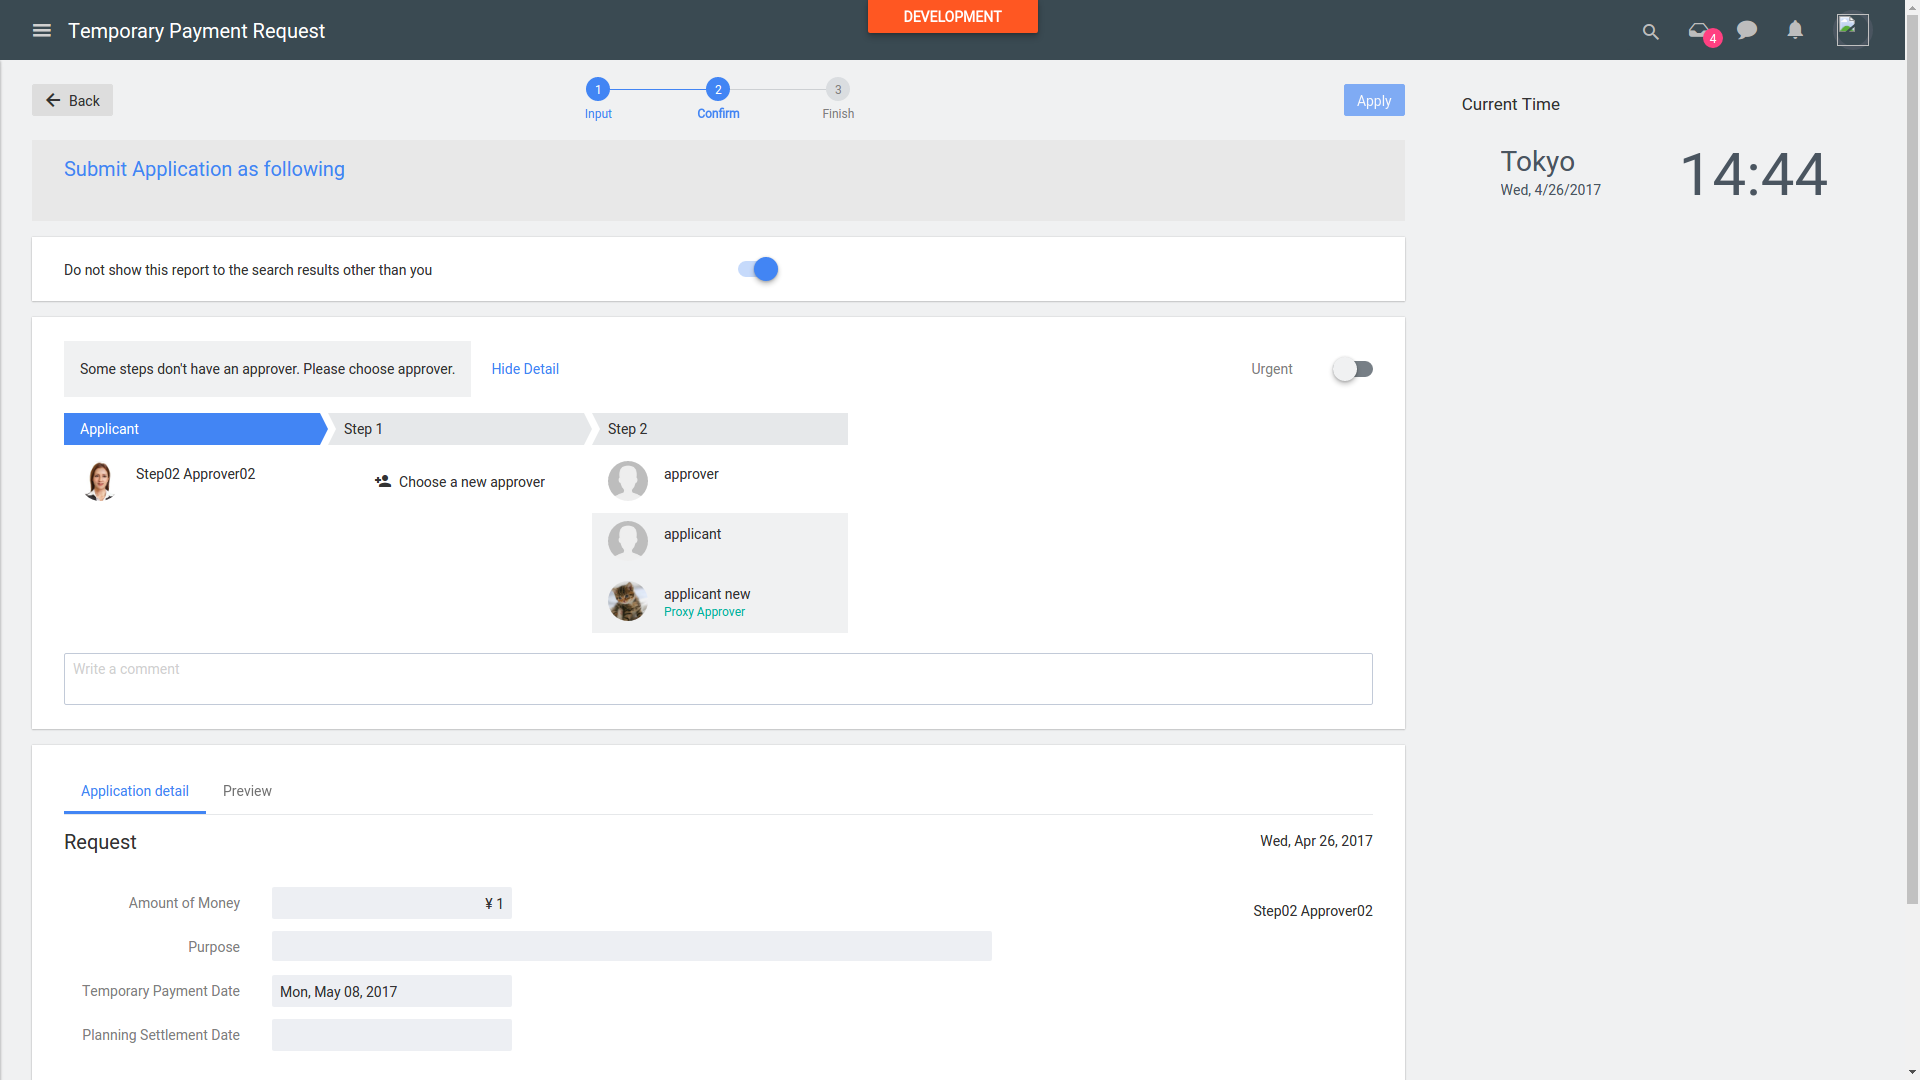 Temporary Payment Request
DEVELOPMENT
4
Back
1
2
3
Input
Confirm
Finish
Apply
Current Time
Tokyo
Wed, 4/26/2017
14:44
Submit Application as following
Do not show this report to the search results other than you
Some steps don't have an approver. Please choose approver.
Hide Detail
Urgent
Applicant
Step 1
Step 2
Step02 Approver02
Choose a new approver
approver
applicant
applicant new
Proxy Approver
Write a comment
Application detail
Preview
Request
Wed, Apr 26, 2017
Amount of Money
¥ 1
Step02 Approver02
Purpose
Temporary Payment Date
Mon, May 08, 2017
Planning Settlement Date